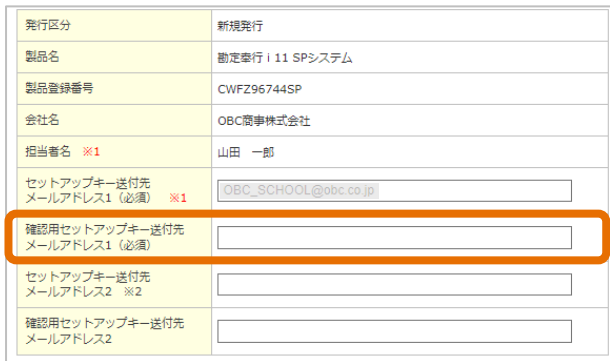 発行区分
新規発行
製品名
勘定奉行 i 11 SPシステム
製品登録番号
CWFZ96744SP
会社名
OBC商事株式会社
担当者名 ※1
山田 一郎
セットアップキー送付先
メールアドレス1（必須） ※1
OBC_SCHOOL@obc.co.jp
確認用セットアップキー送付先
メールアドレス1（必須）
セットアップキー送付先
メールアドレス2 ※2
確認用セットアップキー送付先
メールアドレス2